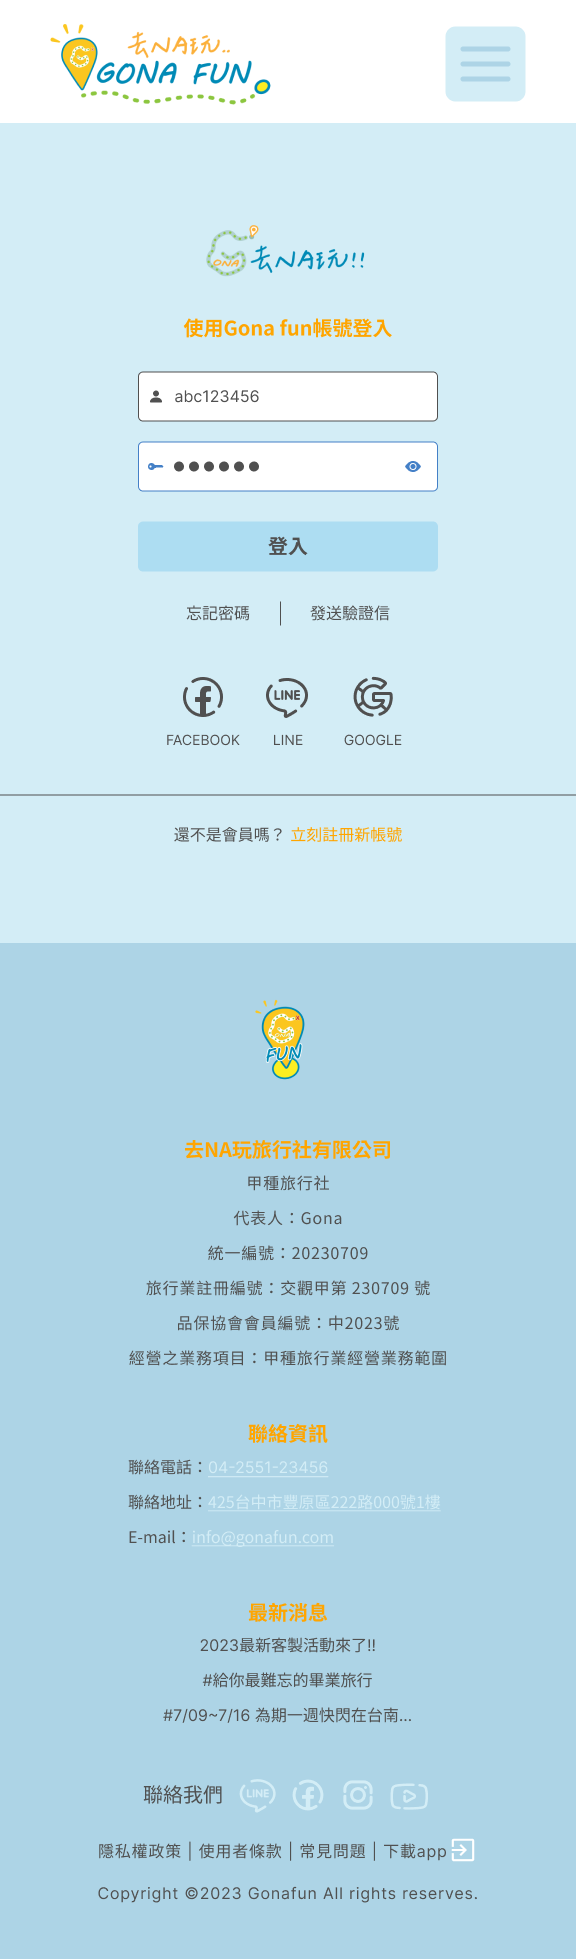 去NA玩..
GONA FUN
GONA 去NA玩!!
使用Gona fun帳號登入
abc123456
登入
忘記密碼 發送驗證信
LINE
FACEBOOK LINE GOOGLE
還不是會員嗎？ 立刻註冊新帳號
FUN
去NA玩旅行社有限公司
甲種旅行社
代表人：Gona
統一編號：20230709
旅行業註冊編號：交觀甲第 230709 號
品保協會會員編號：中2023號
經營之業務項目：甲種旅行業經營業務範圍
聯絡資訊
聯絡電話：04-2551-23456
聯絡地址：425台中市豐原區222路000號1樓
E-mail：info@gonafun.com
最新消息
2023最新客製活動來了!!
#給你最難忘的畢業旅行
#7/09~7/16 為期一週快閃在台南...
聯絡我們 LINE
隱私權政策 | 使用者條款 | 常見問題 | 下載app
Copyright ©2023 Gonafun All rights reserves.